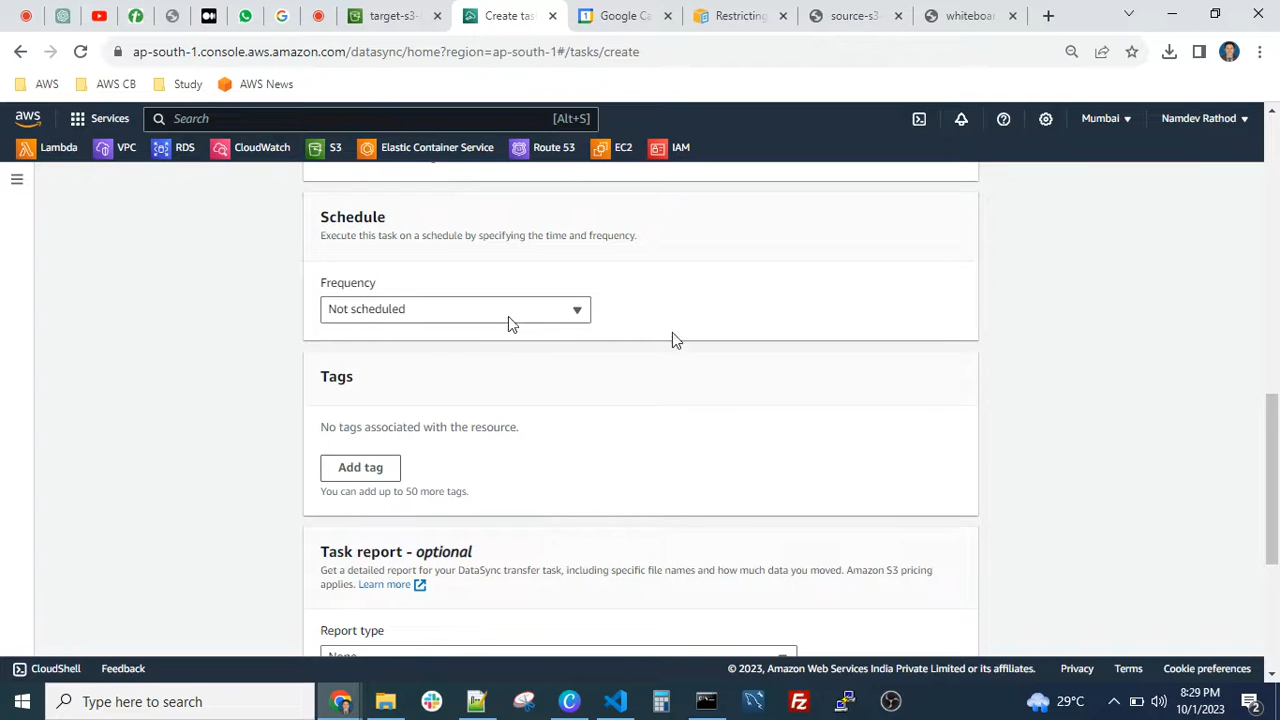 target-s3-
Create tas
Google Ca
Restricting
source-s3
whiteboar
ap-south-1.console.aws.amazon.com/datasync/home?region=ap-south-1#/tasks/create
AWS
AWS CB
Study
AWS News
aws
Services
Search
[Alt+S]
Mumbai
Namdev Rathod
Lambda
VPC
RDS
CloudWatch
S3
Elastic Container Service
Route 53
EC2
IAM
Schedule
Execute this task on a schedule by specifying the time and frequency.
Frequency
Not scheduled
Tags
No tags associated with the resource.
Add tag
You can add up to 50 more tags.
Task report - optional
Get a detailed report for your DataSync transfer task, including specific file names and how much data you moved. Amazon S3 pricing
applies. Learn more
Report type
None
CloudShell
Feedback
© 2023, Amazon Web Services India Private Limited or its affiliates.
Privacy
Terms
Cookie preferences
Type here to search
29°C
8:29 PM
10/1/2023
2